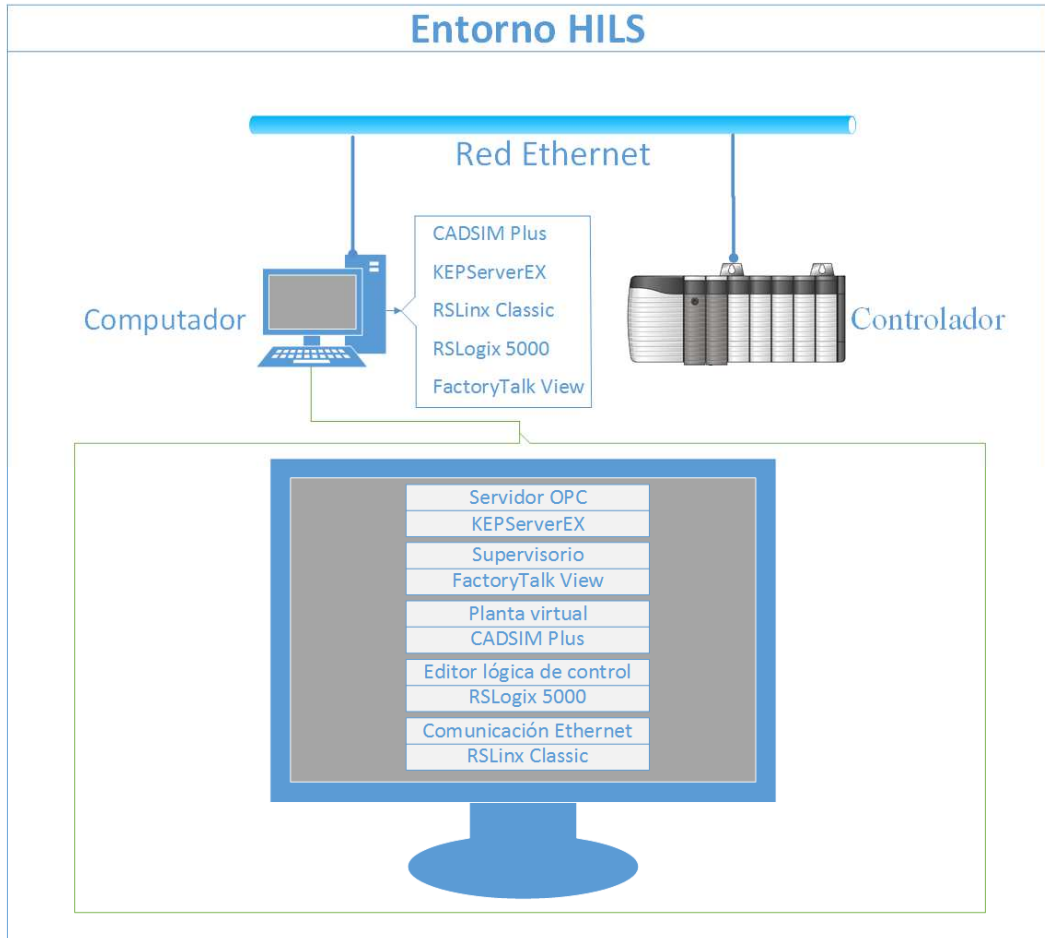 Entorno HILS
Red Ethernet
Computador
CADSIM Plus
KEPServerEX
RSLinx Classic
RSLogix 5000
FactoryTalk View
Controlador
Servidor OPC
KEPServerEX
Supervisorio
FactoryTalk View
Planta virtual
CADSIM Plus
Editor lógica de control
RSLogix 5000
Comunicación Ethernet
RSLinx Classic